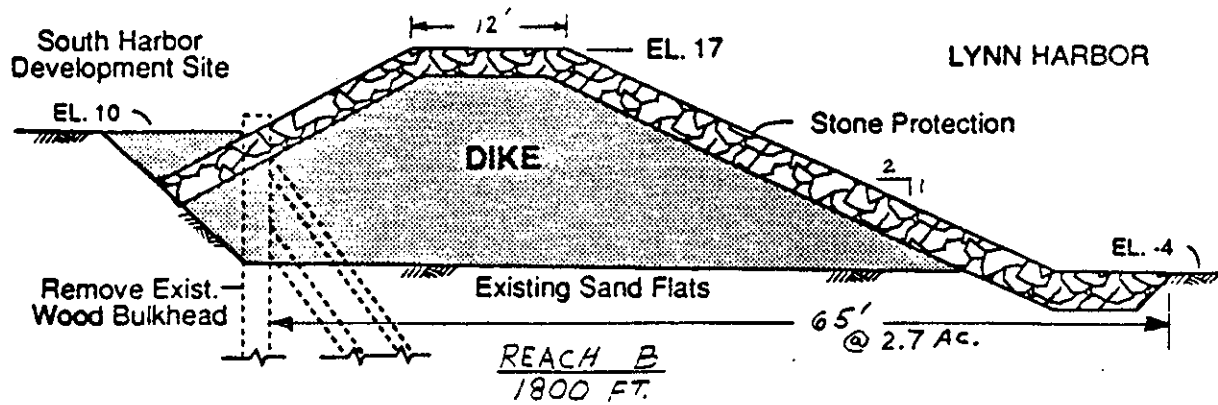 12'
South Harbor
Development Site
EL. 17
LYNN HARBOR
EL. 10
Stone Protection
DIKE
2
1
EL. -4
Remove Exist.
Wood Bulkhead
Existing Sand Flats
65'
@ 2.7 Ac.
REACH B
1800 FT.